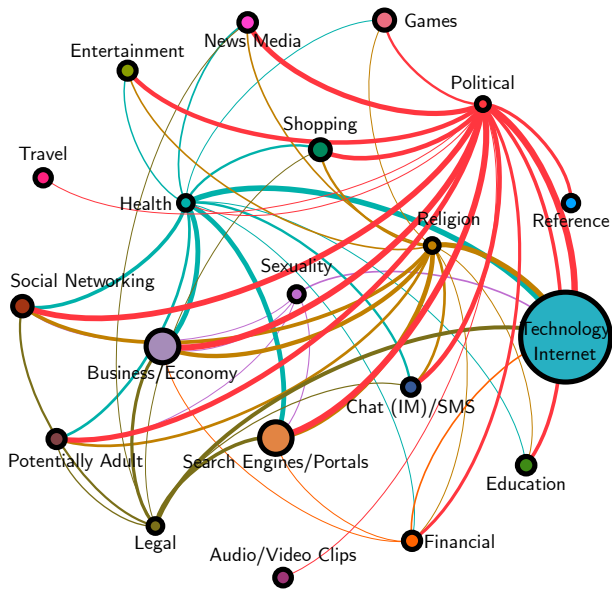 Games
News Media
Entertainment
Political
Shopping
Travel
Health
Religion
Reference
Sexuality
Social Networking
Technology
Internet
Business/Economy
Chat (IM)/SMS
Potentially Adult
Search Engines/Portals
Education
Legal
Financial
Audio/Video Clips